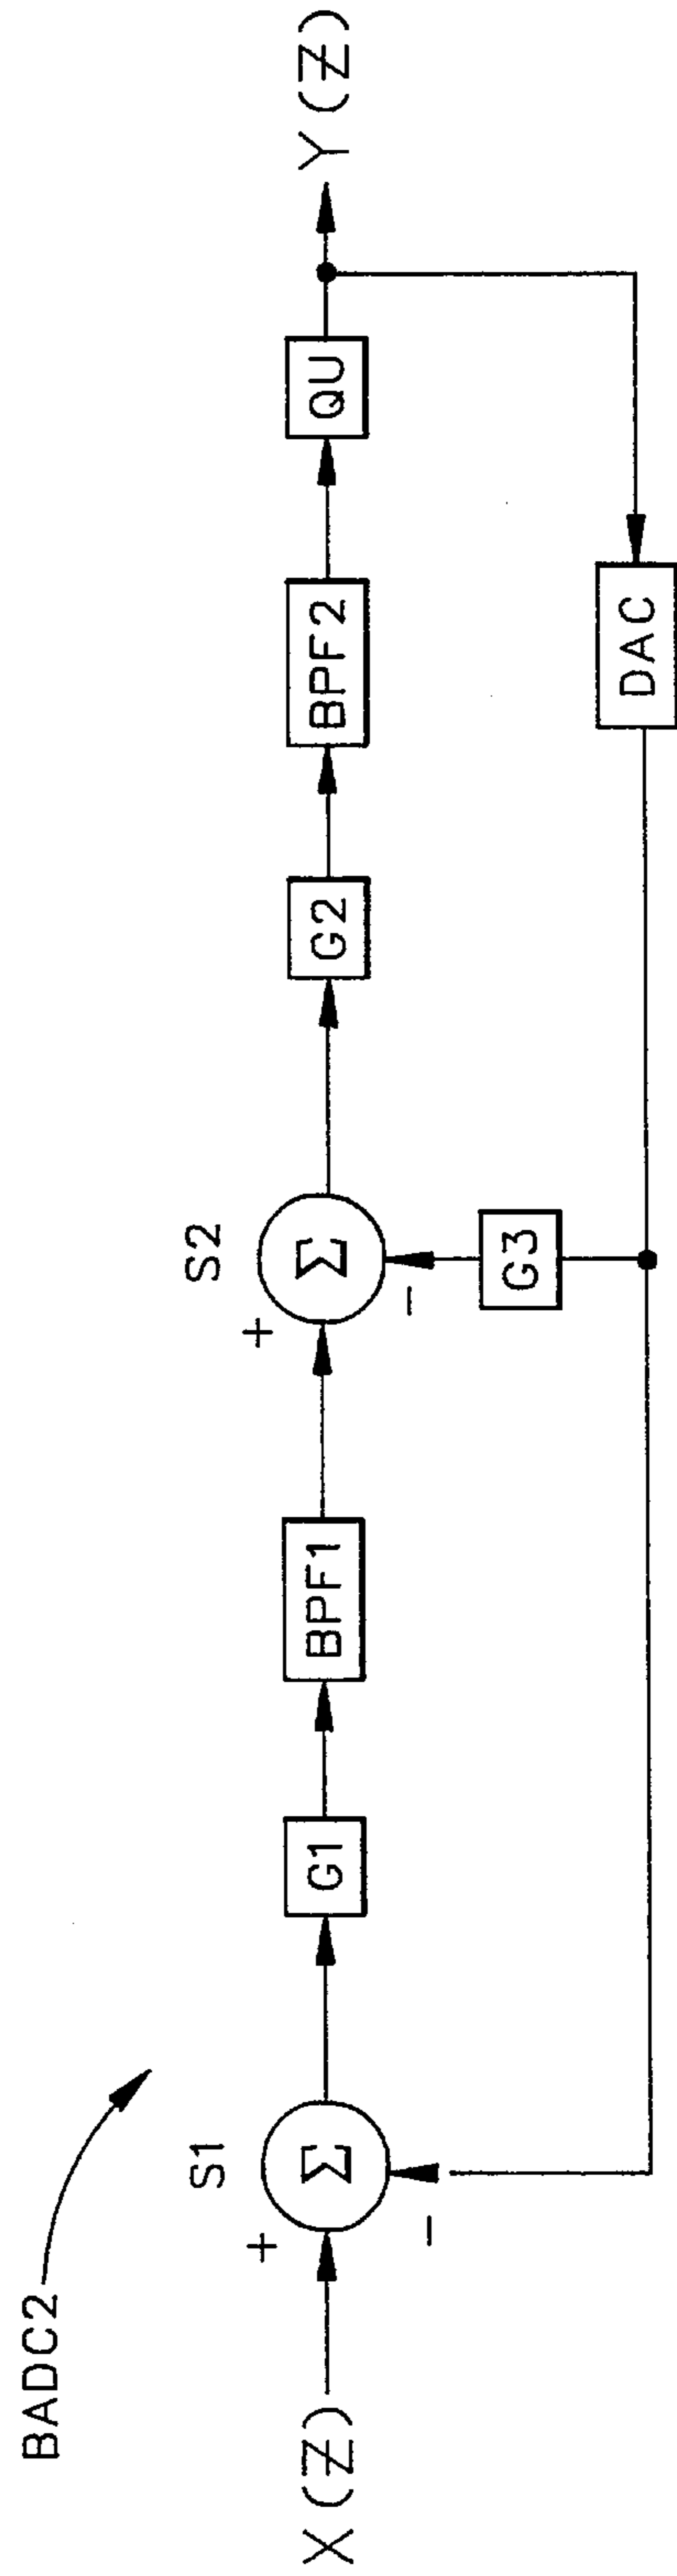 BADC2
X(Z)
+
-
S1
Σ
G1
BPF1
+
-
S2
Σ
G2
BPF2
QU
Y(Z)
G3
DAC